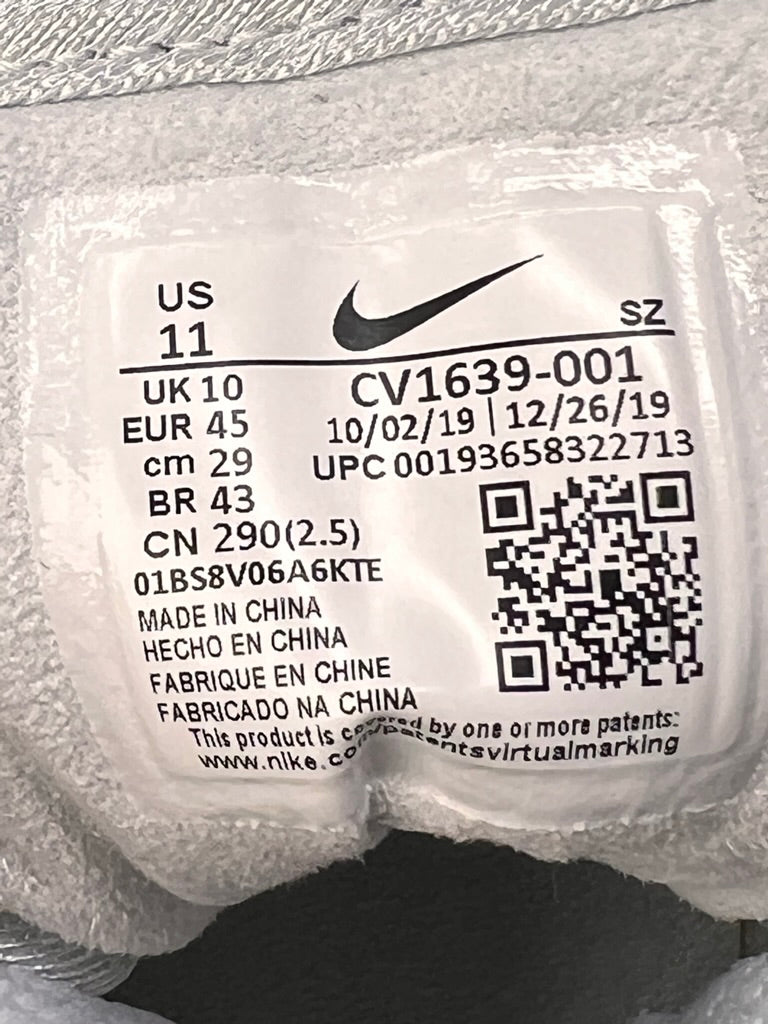 US
11
SZ
UK 10
CV1639-001
EUR 45
10/02/19 | 12/26/19
cm 29
UPC 00193658322713
BR 43
CN 290(2.5)
01BS8V06A6KTE
MADE IN CHINA
HECHO EN CHINA
FABRIQUE EN CHINE
FABRICADO NA CHINA
This product is covered by one or more patents:
www.nike.com/patentsvirtualmarking